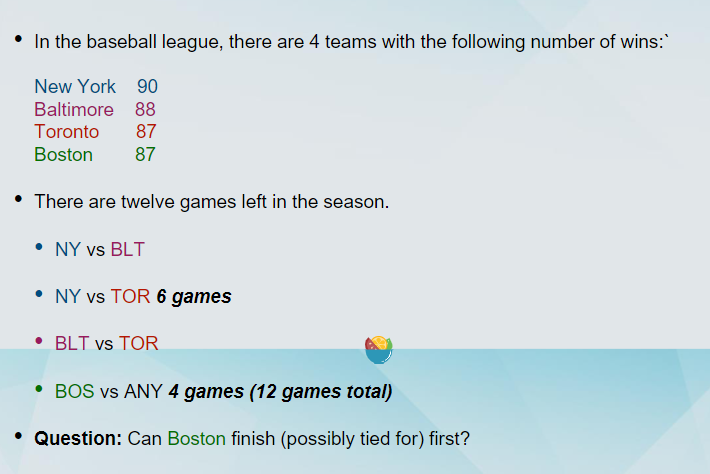 In the baseball league, there are 4 teams with the following number of wins:`
New York 90
Baltimore 88
Toronto 87
Boston 87
There are twelve games left in the season.
NY vs BLT
NY vs TOR 6 games
BLT vs TOR
BOS vs ANY 4 games (12 games total)
Question: Can Boston finish (possibly tied for) first?